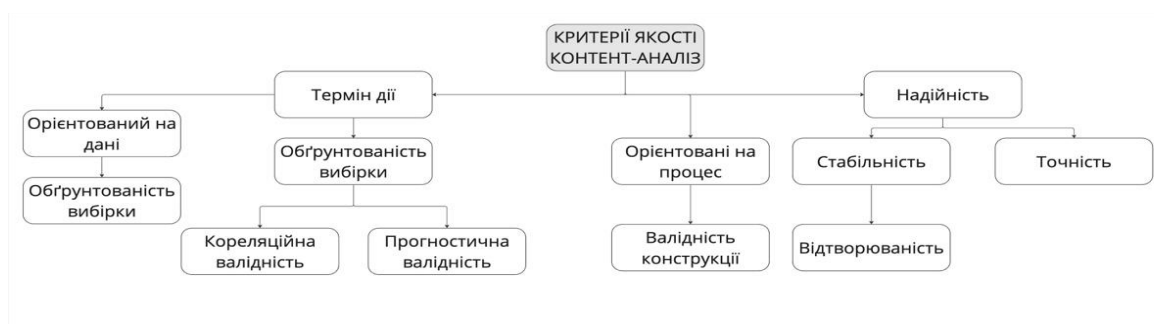 КРИТЕРІЇ ЯКОСТІ
КОНТЕНТ-АНАЛІЗ
Термін дії
Надійність
Орієнтований на
дані
Обґрунтованість
вибірки
Орієнтовані на
процес
Стабільність
Точність
Обґрунтованість
вибірки
Кореляційна
валідність
Прогностична
валідність
Валідність
конструкції
Відтворюваність